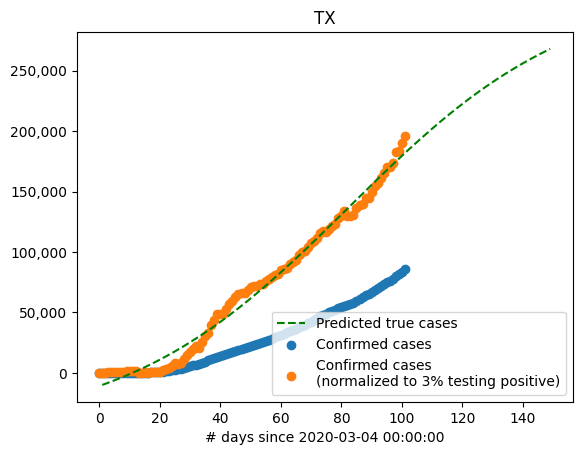 TX
250,000
200,000
150,000
100,000
50,000
0
Predicted true cases
Confirmed cases
Confirmed cases
(normalized to 3% testing positive)
0 20 40 60 80 100 120 140
# days since 2020-03-04 00:00:00